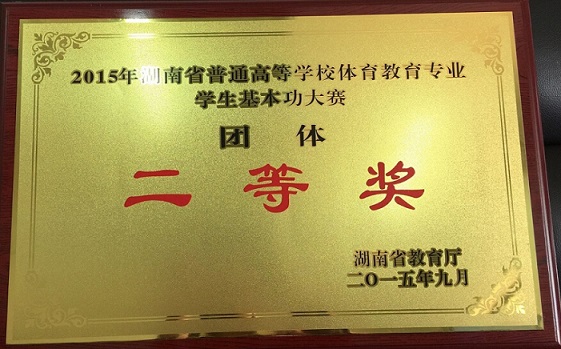 2015年湖南省普通高等学校体育教育专业
学生基本功大赛
团 体
二 等 奖
湖南省教育厅
二〇一五年九月